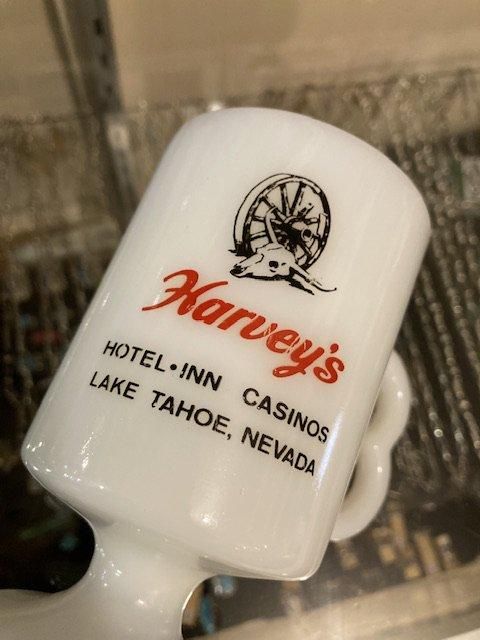 Harvey's
HOTEL•INN CASINOS
LAKE TAHOE, NEVADA